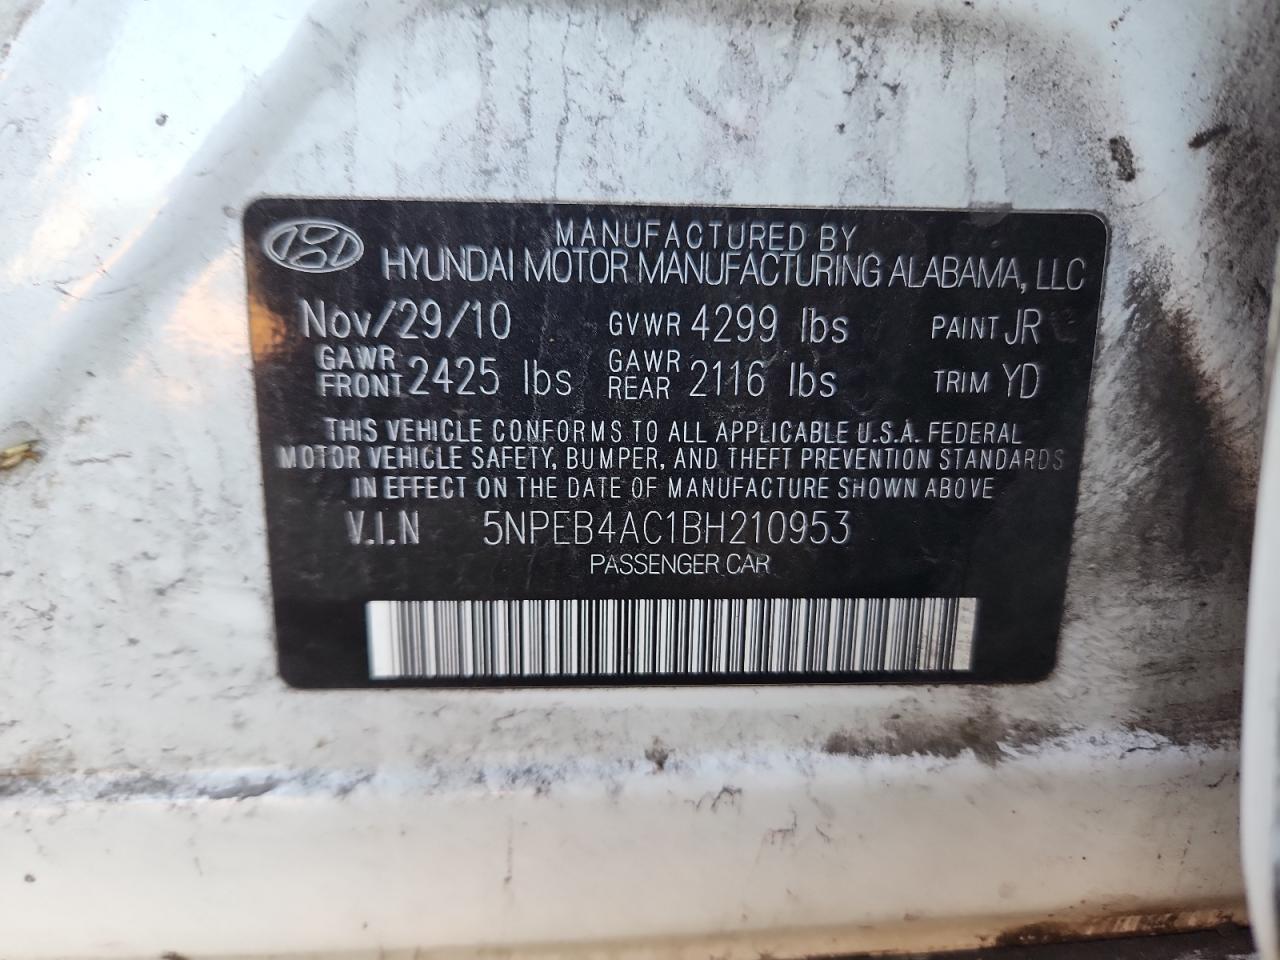 MANUFACTURED BY
HYUNDAI MOTOR MANUFACTURING ALABAMA, LLC
Nov/29/10 GVWR 4299 lbs PAINT JR
GAWR FRONT 2425 lbs GAWR REAR 2116 lbs TRIM YD
THIS VEHICLE CONFORMS TO ALL APPLICABLE U.S.A. FEDERAL
MOTOR VEHICLE SAFETY, BUMPER, AND THEFT PREVENTION STANDARDS
IN EFFECT ON THE DATE OF MANUFACTURE SHOWN ABOVE
V.I.N 5NPEB4AC1BH210953
PASSENGER CAR